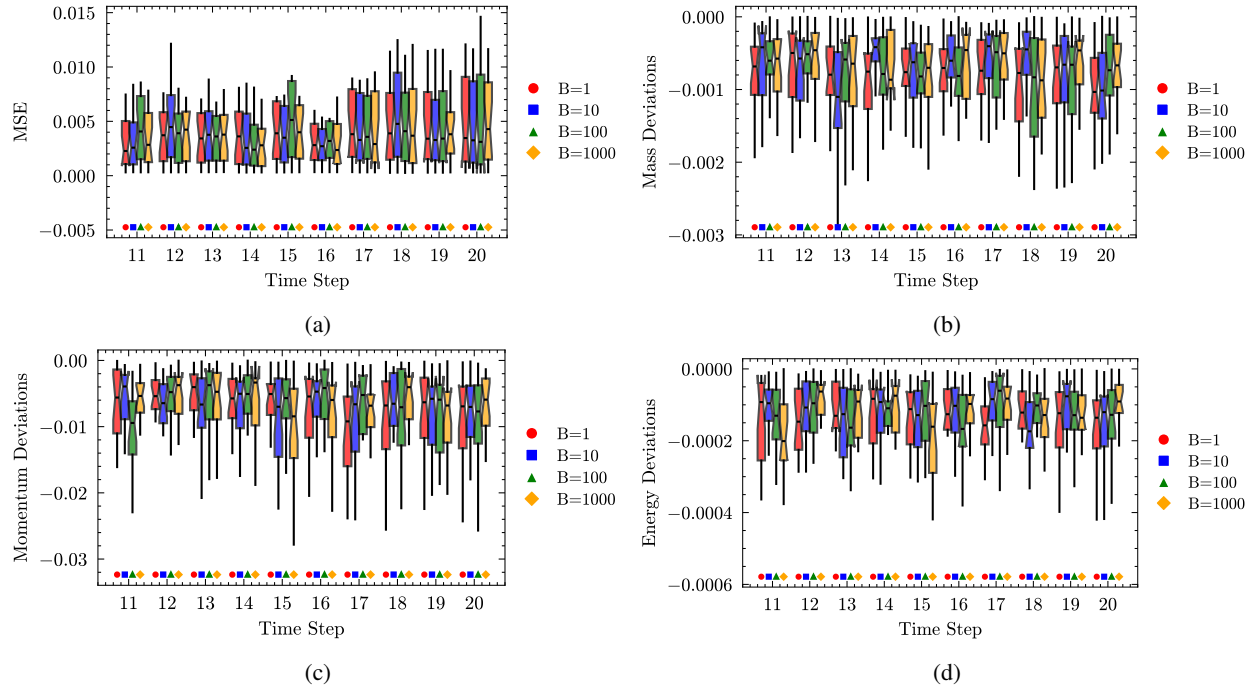 0.015
0.010
0.005
0.000
−0.005
MSE
11 12 13 14 15 16 17 18 19 20
Time Step
B=1
B=10
B=100
B=1000
(a)
0.000
−0.001
−0.002
−0.003
Mass Deviations
11 12 13 14 15 16 17 18 19 20
Time Step
B=1
B=10
B=100
B=1000
(b)
0.00
−0.01
−0.02
−0.03
Momentum Deviations
11 12 13 14 15 16 17 18 19 20
Time Step
B=1
B=10
B=100
B=1000
(c)
0.0000
−0.0002
−0.0004
−0.0006
Energy Deviations
11 12 13 14 15 16 17 18 19 20
Time Step
B=1
B=10
B=100
B=1000
(d)